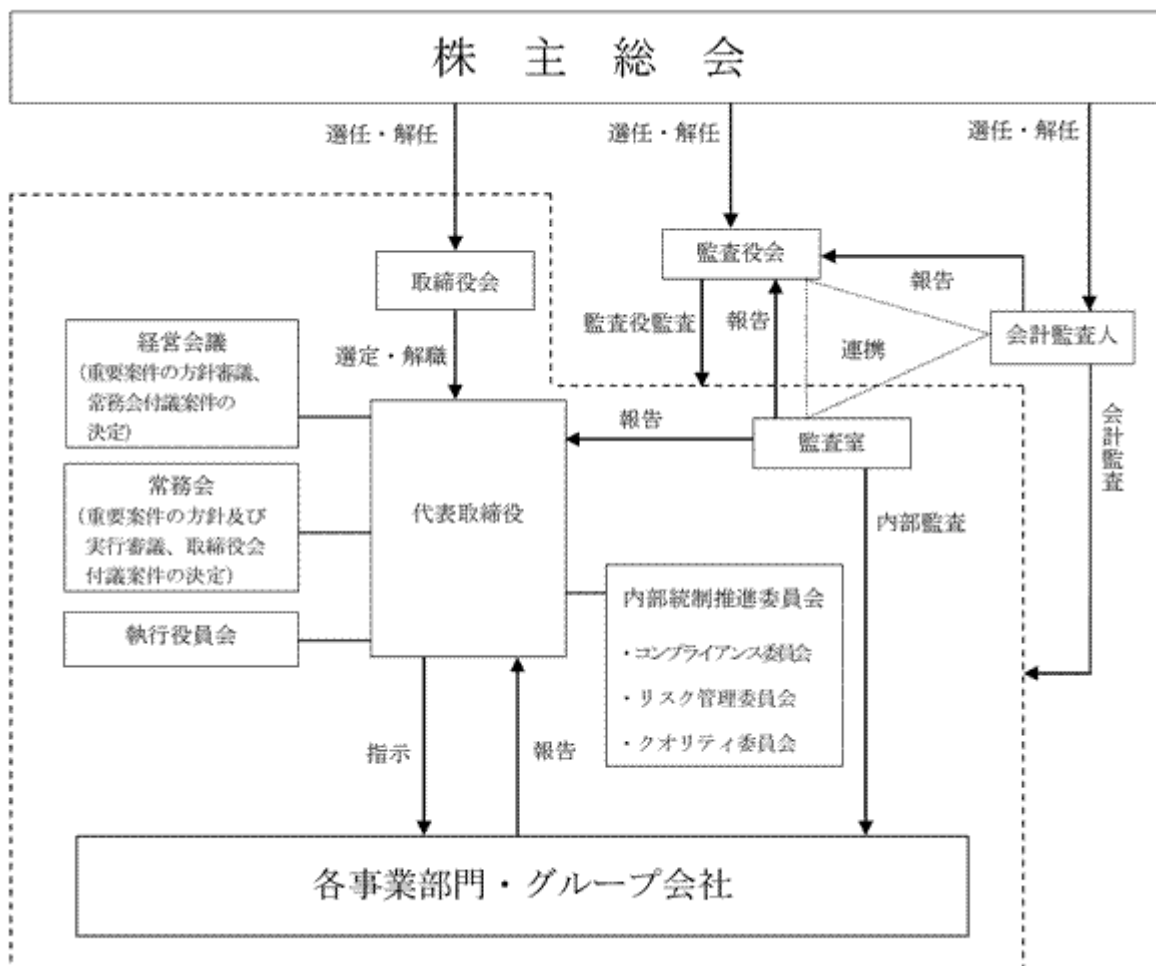 株主総会
選任・解任
選任・解任
選任・解任
監査役会
取締役会
報告
監査役監査
報告
会計監査人
経営会議
(重要案件の方針審議、
常務会付議案件の
決定)
選定・解職
連携
会計監査
報告
監査室
常務会
(重要案件の方針及び
実行審議、取締役会
付議案件の決定)
代表取締役
内部監査
内部統制推進委員会
・コンプライアンス委員会
・リスク管理委員会
・クオリティ委員会
執行役員会
指示
報告
各事業部門・グループ会社